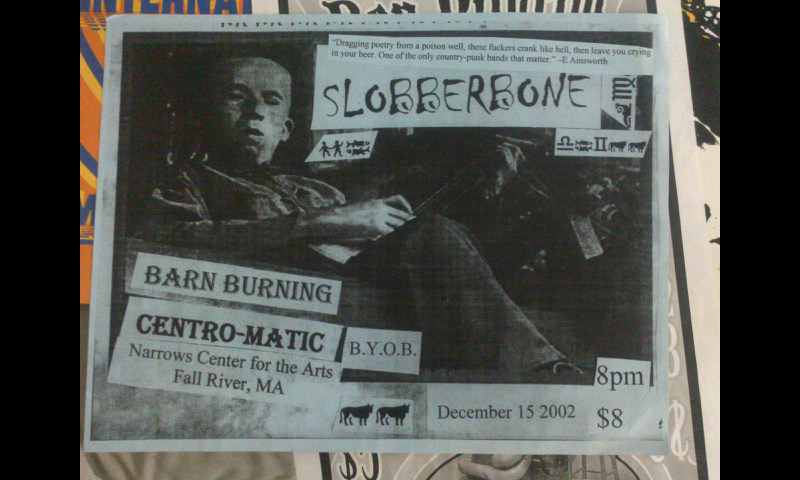 INTERNA
"Dragging poetry from a poison well, these fuckers crank like hell, then leave you crying
in your beer. One of the only country-punk bands that matter." –E Ainsworth
SLOBBERBONE
BARN BURNING
CENTRO-MATIC
Narrows Center for the Arts
Fall River, MA
B.Y.O.B.
8pm
December 15 2002
$8
$5